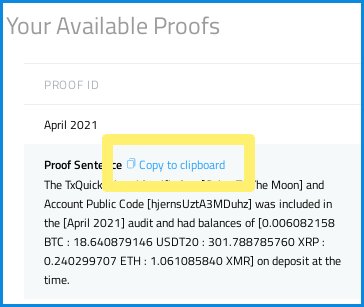 Your Available Proofs
PROOF ID
April 2021
Proof Sentence Copy to clipboard
The TxQuick The Moon] and
Account Public Code [hjernsUztA3MDuhz] was included in
the [April 2021] audit and had balances of [0.006082158
BTC : 18.640879146 USDT20 : 301.788785760 XRP :
0.240299707 ETH : 1.061085840 XMR] on deposit at the
time.